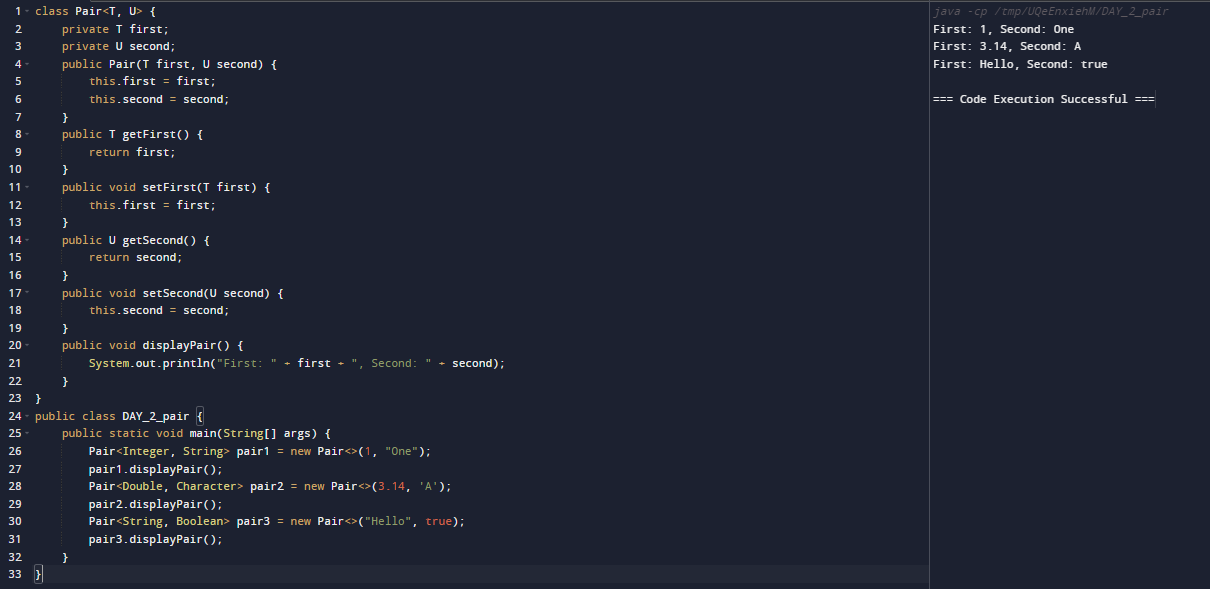 1 class Pair<T, U> {
2     private T first;
3     private U second;
4     public Pair(T first, U second) {
5         this.first = first;
6         this.second = second;
7     }
8     public T getFirst() {
9         return first;
10     }
11     public void setFirst(T first) {
12         this.first = first;
13     }
14     public U getSecond() {
15         return second;
16     }
17     public void setSecond(U second) {
18         this.second = second;
19     }
20     public void displayPair() {
21         System.out.println("First: " + first + ", Second: " + second);
22     }
23 }
24 public class DAY_2_pair {
25     public static void main(String[] args) {
26         Pair<Integer, String> pair1 = new Pair<>(1, "One");
27         pair1.displayPair();
28         Pair<Double, Character> pair2 = new Pair<>(3.14, 'A');
29         pair2.displayPair();
30         Pair<String, Boolean> pair3 = new Pair<>("Hello", true);
31         pair3.displayPair();
32     }
33 }
java -cp /tmp/UQeEnxiehM/DAY_2_pair
First: 1, Second: One
First: 3.14, Second: A
First: Hello, Second: true
=== Code Execution Successful ===